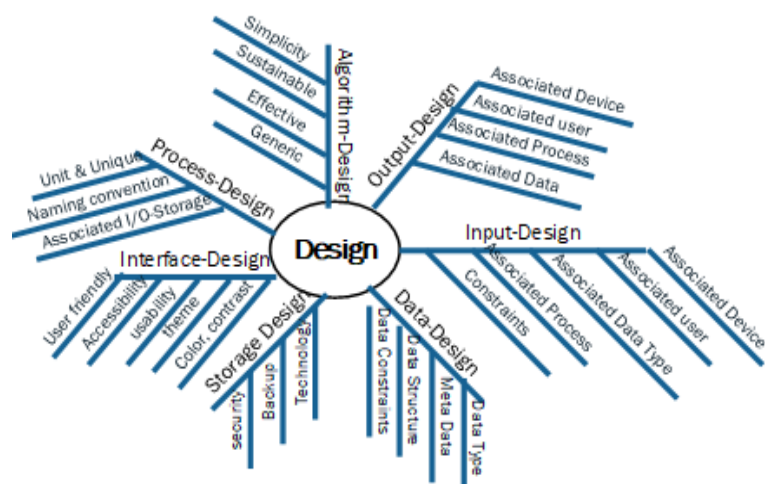 Simplicity
Sustainable
Effective
Generic
Algorithm-Design
Associated Device
Associated user
Associated Process
Associated Data
Output-Design
Unit & Unique
Naming convention
Associated I/O-Storage
Process-Design
Design
Input-Design
Constraints
Associated Process
Associated Data Type
Associated user
Associated Device
Interface-Design
User friendly
Accessibility
usability
theme
Color, contrast
Storage Design
security
Backup
Technology
Data-Design
Data Constraints
Data Structure
Meta Data
Data Type